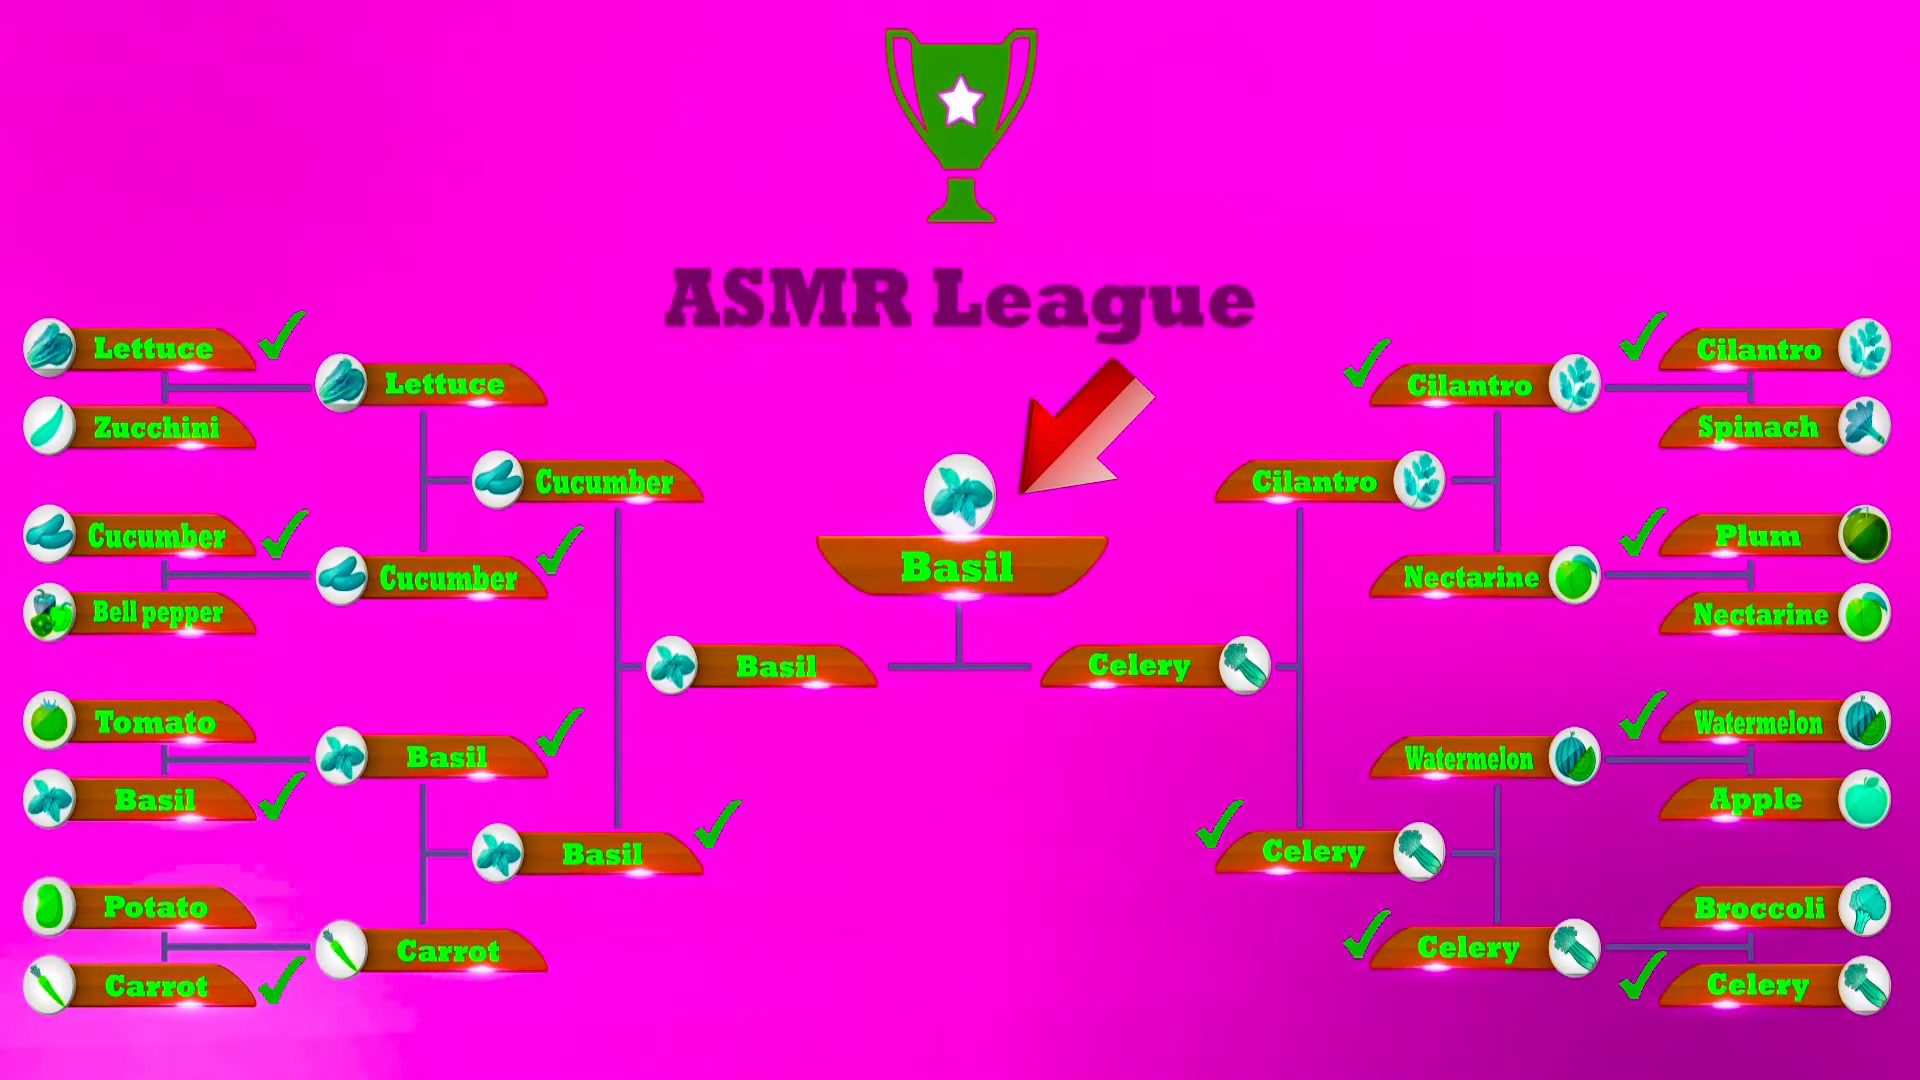 ASMR League
Lettuce
Zucchini
Cucumber
Bell pepper
Tomato
Basil
Potato
Carrot
Lettuce
Cucumber
Basil
Carrot
Cucumber
Basil
Basil
Basil
Celery
Cilantro
Celery
Cilantro
Nectarine
Watermelon
Celery
Cilantro
Spinach
Plum
Nectarine
Watermelon
Apple
Broccoli
Celery